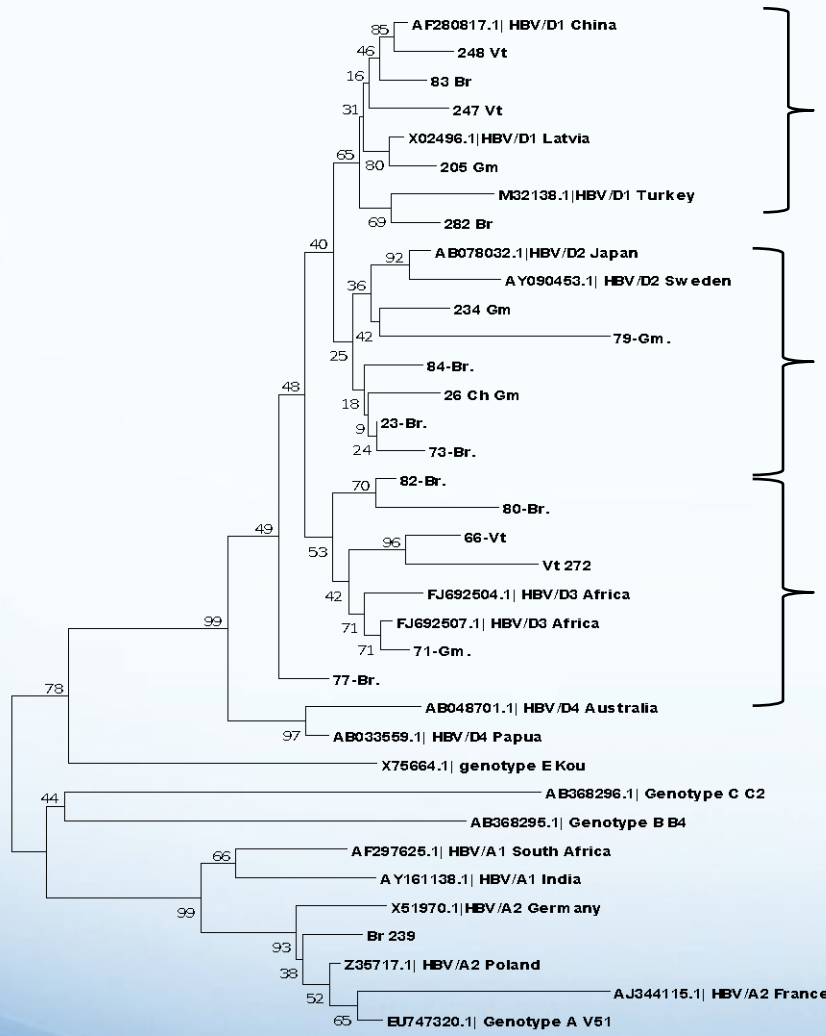 AF280817.1| HBV/D1 China
85
248 Vt
46
83 Br
16
247 Vt
31
X02496.1|HBV/D1 Latvia
65
80
205 Gm
M32138.1|HBV/D1 Turkey
69
282 Br
40
AB078032.1|HBV/D2 Japan
92
AY090453.1| HBV/D2 Sweden
36
234 Gm
42
79-Gm.
25
84-Br.
48
26 Ch Gm
18
23-Br.
9
24
73-Br.
82-Br.
70
80-Br.
49
66-Vt
96
53
Vt 272
42
FJ692504.1| HBV/D3 Africa
FJ692507.1| HBV/D3 Africa
71
99
71
71-Gm.
77-Br.
78
AB048701.1| HBV/D4 Australia
97
AB033559.1| HBV/D4 Papua
X75664.1| genotype E Kou
AB368296.1| Genotype C C2
44
AB368295.1| Genotype B B4
AF297625.1| HBV/A1 South Africa
66
AY161138.1| HBV/A1 India
99
X51970.1|HBV/A2 Germany
Br 239
93
Z35717.1| HBV/A2 Poland
38
AJ344115.1| HBV/A2 France
52
65
EU747320.1| Genotype A V51